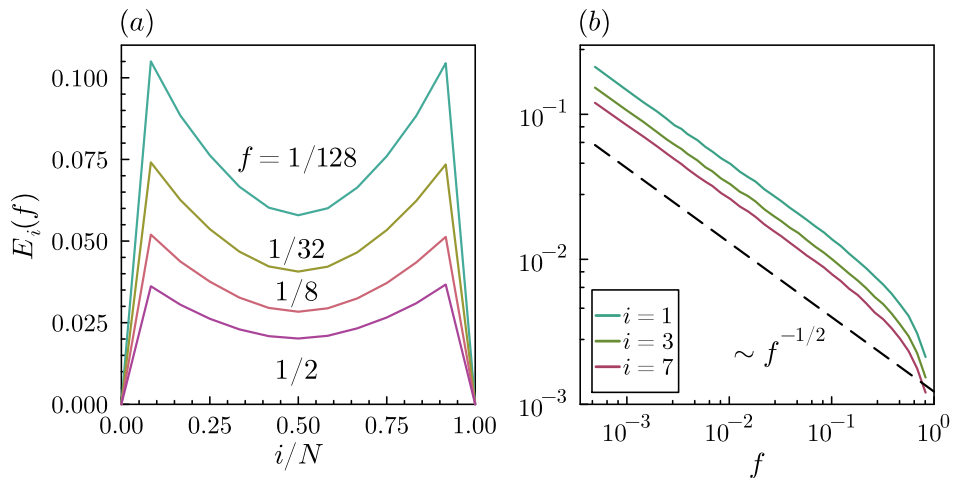 (a)
E_i(f)
0.100
0.075
0.050
0.025
0.000
f = 1/128
1/32
1/8
1/2
0.00 0.25 0.50 0.75 1.00
i/N
(b)
10^{-1}
10^{-2}
10^{-3}
i = 1
i = 3
i = 7
~ f^{-1/2}
10^{-3} 10^{-2} 10^{-1} 10^{0}
f